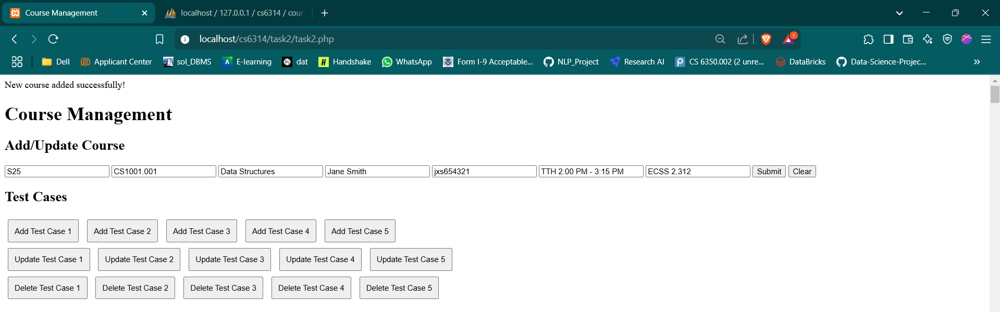 Course Management
localhost / 127.0.0.1 / cs6314 / cour
localhost/cs6314/task2/task2.php
1
Dell
UTD Applicant Center
sol_DBMS
E-learning
dat
Handshake
WhatsApp
Form I-9 Acceptable...
NLP_Project
Research AI
CS 6350.002 (2 unre...
DataBricks
Data-Science-Projec...
New course added successfully!
Course Management
Add/Update Course
S25 CS1001.001 Data Structures Jane Smith jxs654321 TTH 2:00 PM - 3:15 PM ECSS 2.312 Submit Clear
Test Cases
Add Test Case 1 Add Test Case 2 Add Test Case 3 Add Test Case 4 Add Test Case 5
Update Test Case 1 Update Test Case 2 Update Test Case 3 Update Test Case 4 Update Test Case 5
Delete Test Case 1 Delete Test Case 2 Delete Test Case 3 Delete Test Case 4 Delete Test Case 5